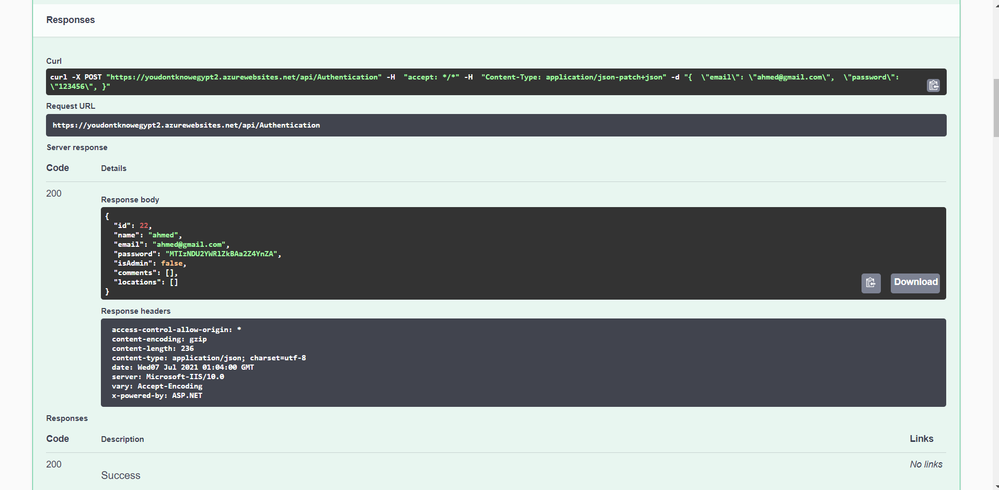 Responses
Curl
curl -X POST "https://youdontknowegypt2.azurewebsites.net/api/Authentication" -H  "accept: */*" -H  "Content-Type: application/json-patch+json" -d "{  \"email\": \"ahmed@gmail.com\",  \"password\":
\"123456\", }"
Request URL
https://youdontknowegypt2.azurewebsites.net/api/Authentication
Server response
Code Details
200
Response body
{
  "id": 22,
  "name": "ahmed",
  "email": "ahmed@gmail.com",
  "password": "MTIzNDU2YWRlZkBAa2Z4YnZA",
  "isAdmin": false,
  "comments": [],
  "locations": []
}
Download
Response headers
access-control-allow-origin: *
content-encoding: gzip
content-length: 236
content-type: application/json; charset=utf-8
date: Wed07 Jul 2021 01:04:00 GMT
server: Microsoft-IIS/10.0
vary: Accept-Encoding
x-powered-by: ASP.NET
Responses
Code Description Links
200 No links
Success